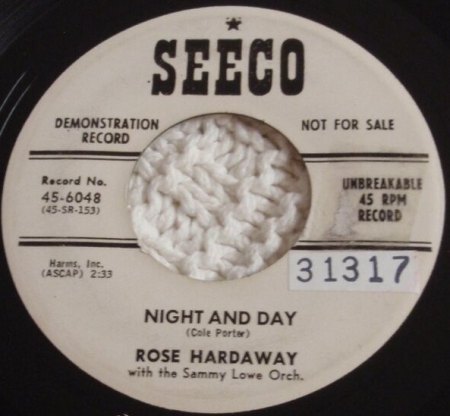 SEECO
DEMONSTRATION
RECORD
NOT FOR SALE
Record No.
45-6048
(45-SR-153)
UNBREAKABLE
45 RPM
RECORD
Harms, Inc.
(ASCAP) 2:33
31317
NIGHT AND DAY
(Cole Porter)
ROSE HARDAWAY
with the Sammy Lowe Orch.